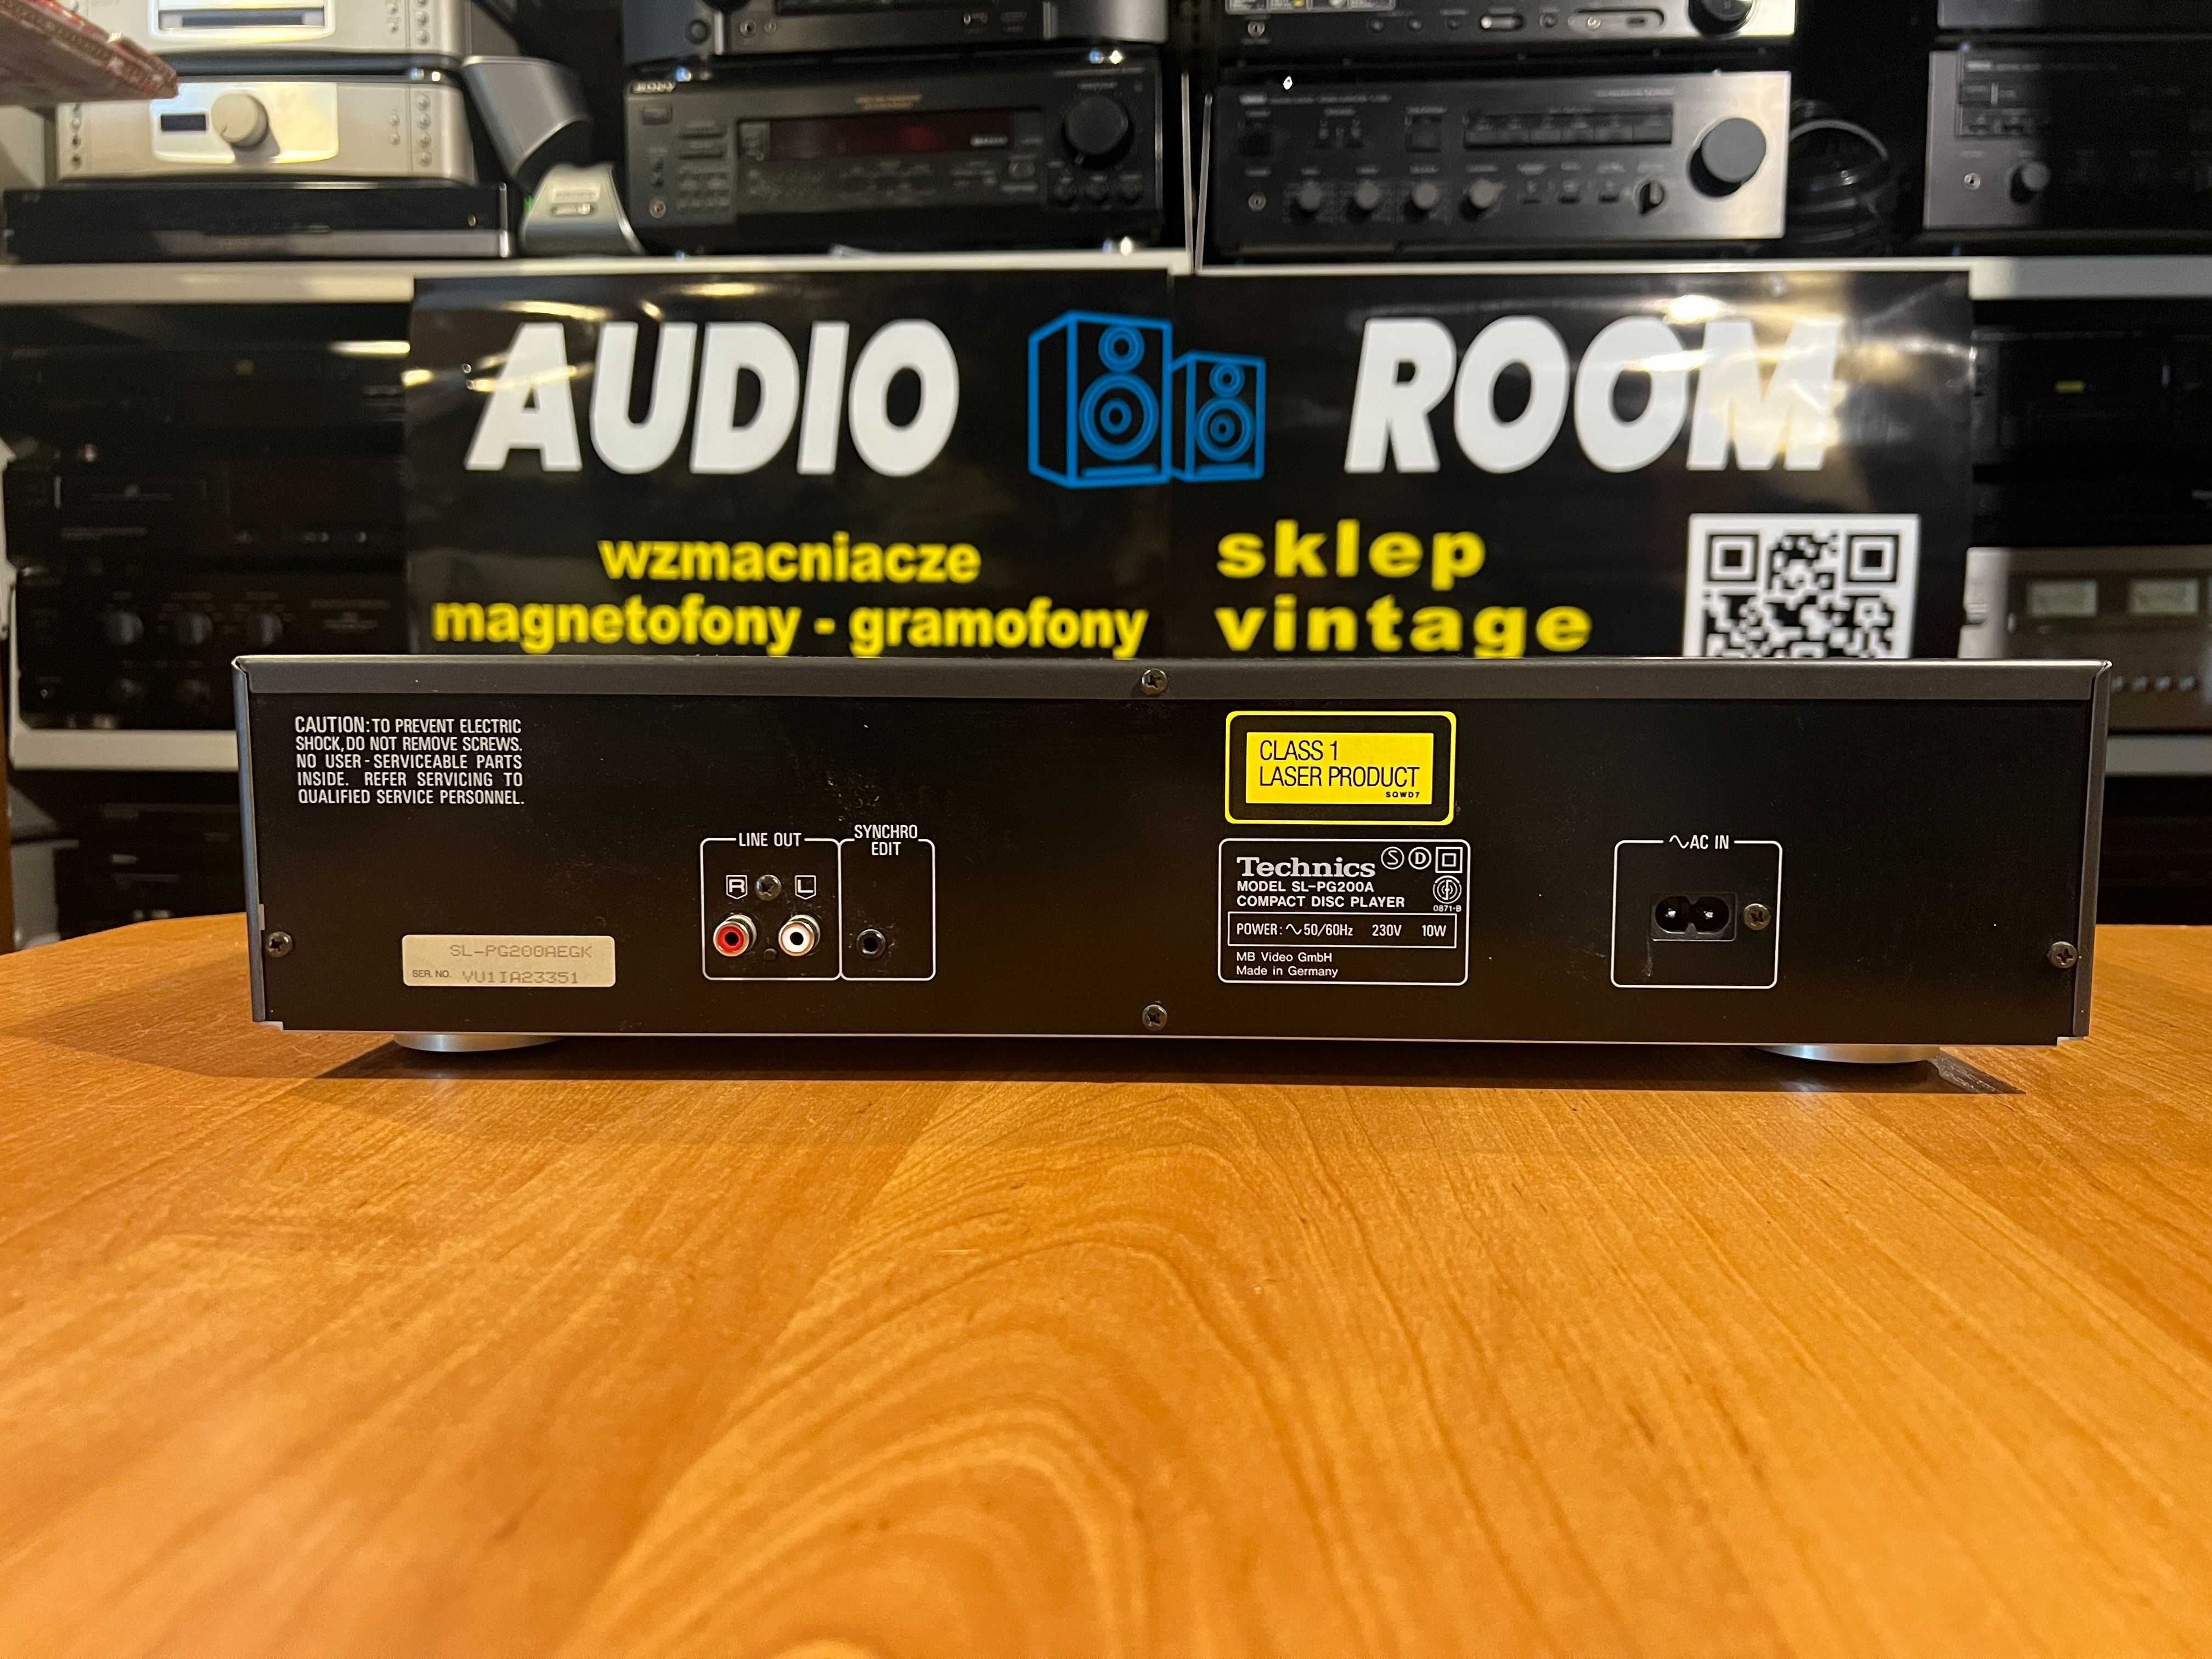 SONY
AUDIO ROOM
wzmacniacze
magnetofony - gramofony
sklep
vintage
CAUTION: TO PREVENT ELECTRIC
SHOCK, DO NOT REMOVE SCREWS.
NO USER-SERVICEABLE PARTS
INSIDE. REFER SERVICING TO
QUALIFIED SERVICE PERSONNEL.
SL-PG200AEGK
SER. NO. VU1IA23351
LINE OUT
R L
SYNCHRO
EDIT
CLASS 1
LASER PRODUCT
SQWD7
Technics S D
MODEL SL-PG200A
COMPACT DISC PLAYER
0871-B
POWER: ∿50/60Hz 230V 10W
MB Video GmbH
Made in Germany
∿AC IN